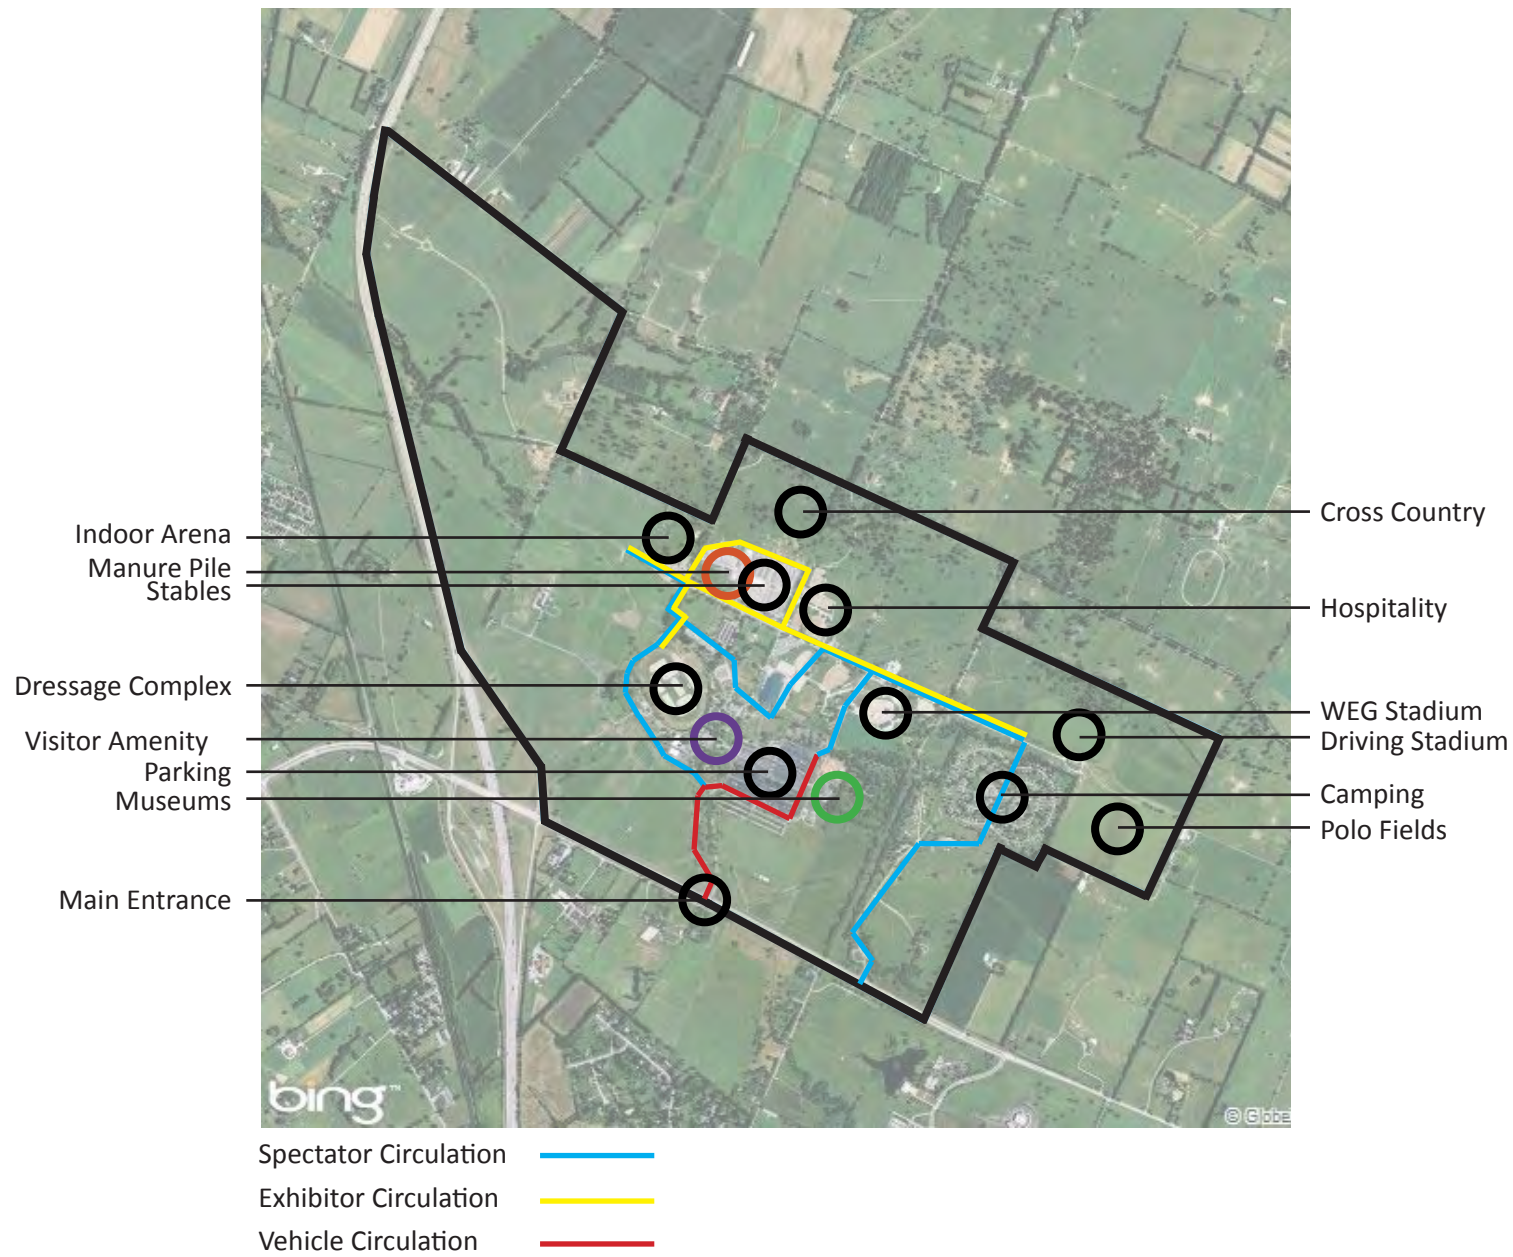 Indoor Arena
Manure Pile
Stables
Dressage Complex
Visitor Amenity
Parking
Museums
Main Entrance
Cross Country
Hospitality
WEG Stadium
Driving Stadium
Camping
Polo Fields
bing™
Spectator Circulation
Exhibitor Circulation
Vehicle Circulation